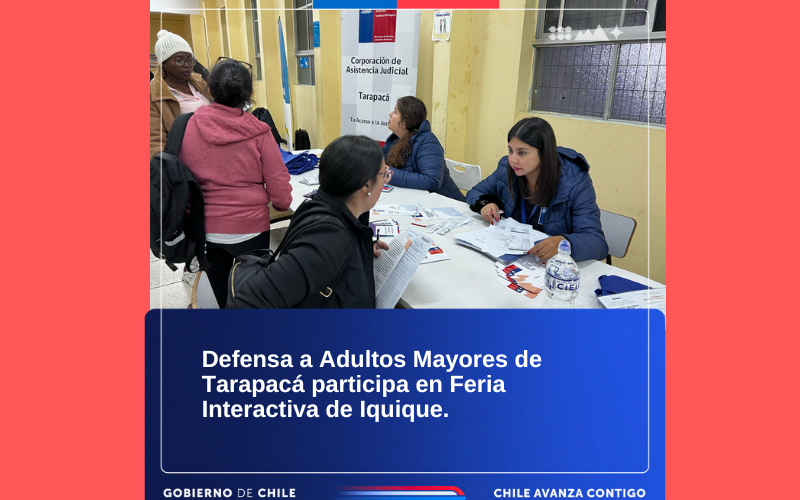 Corporación de
Asistencia Judicial
Tarapacá
Tu Acceso a la Just
CIEL
Defensa a Adultos Mayores de
Tarapacá participa en Feria
Interactiva de Iquique.
GOBIERNO DE CHILE
CHILE AVANZA CONTIGO